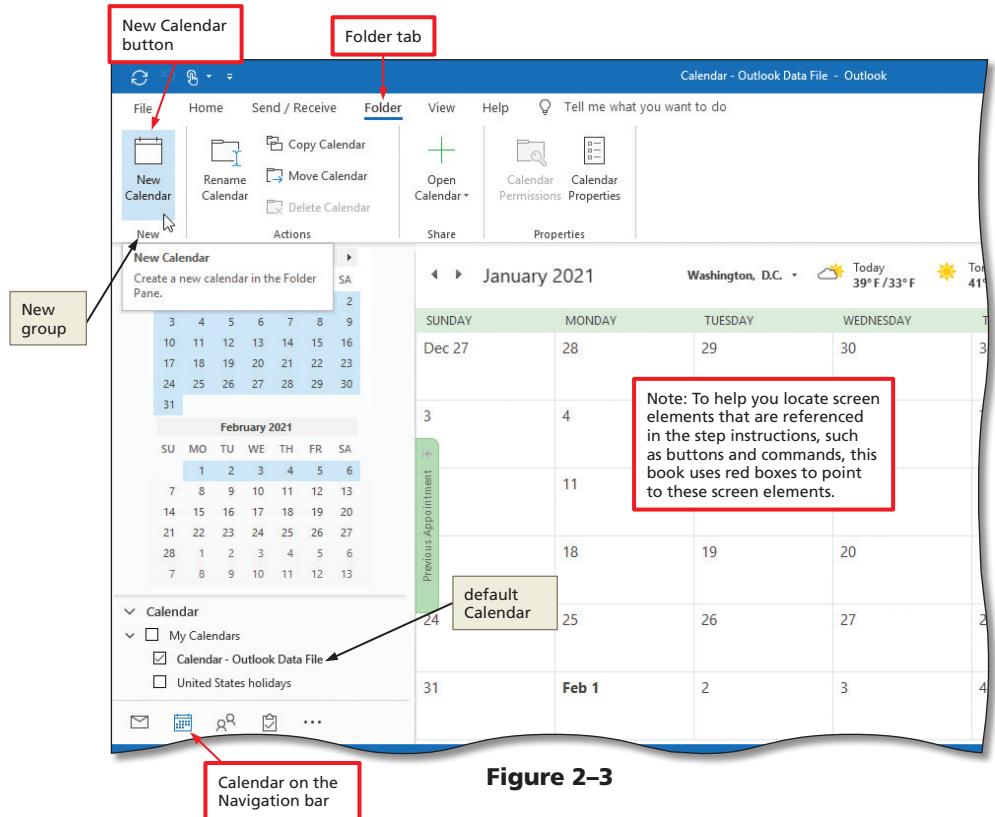 New Calendar
button
Folder tab
Calendar - Outlook Data File - Outlook
File Home Send / Receive Folder View Help Tell me what you want to do
New
Calendar
Rename
Calendar
Copy Calendar
Move Calendar
Delete Calendar
Open
Calendar
Calendar
Permissions
Calendar
Properties
New Actions Share Properties
New Calendar
Create a new calendar in the Folder
Pane.
New
group
SA
2
3 4 5 6 7 8 9
10 11 12 13 14 15 16
17 18 19 20 21 22 23
24 25 26 27 28 29 30
31
February 2021
SU MO TU WE TH FR SA
1 2 3 4 5 6
7 8 9 10 11 12 13
14 15 16 17 18 19 20
21 22 23 24 25 26 27
28 1 2 3 4 5 6
7 8 9 10 11 12 13
Calendar
My Calendars
Calendar - Outlook Data File
United States holidays
default
Calendar
January 2021
Washington, D.C.
Today
39° F / 33° F
41°
SUNDAY MONDAY TUESDAY WEDNESDAY T
Dec 27 28 29 30 3
3 4
11
18 19 20
24 25 26 27 2
31 Feb 1 2 3 4
Previous Appointment
Note: To help you locate screen
elements that are referenced
in the step instructions, such
as buttons and commands, this
book uses red boxes to point
to these screen elements.
Calendar on the
Navigation bar
Figure 2–3